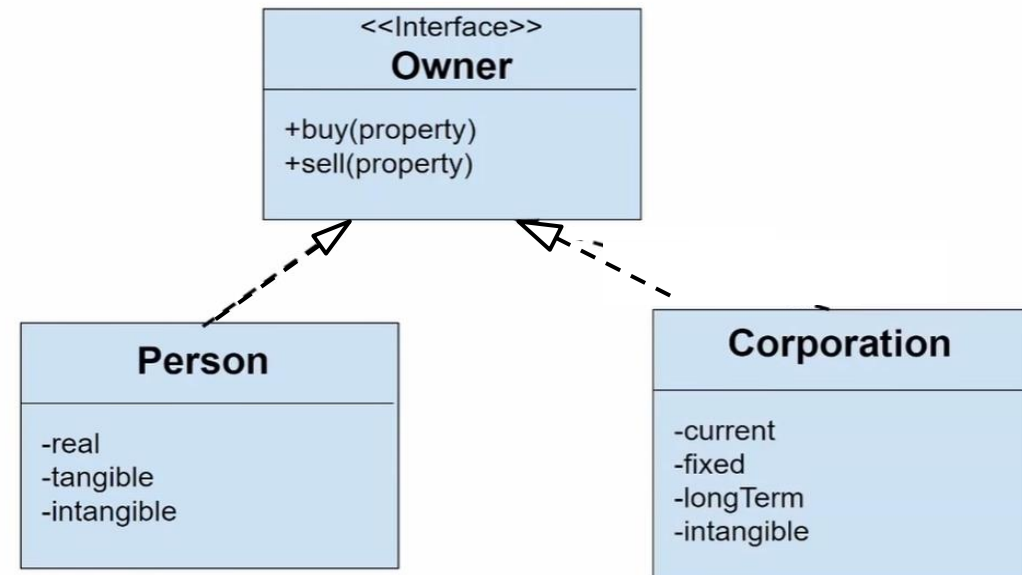 <<Interface>>
Owner
+buy(property)
+sell(property)
Person
-real
-tangible
-intangible
Corporation
-current
-fixed
-longTerm
-intangible